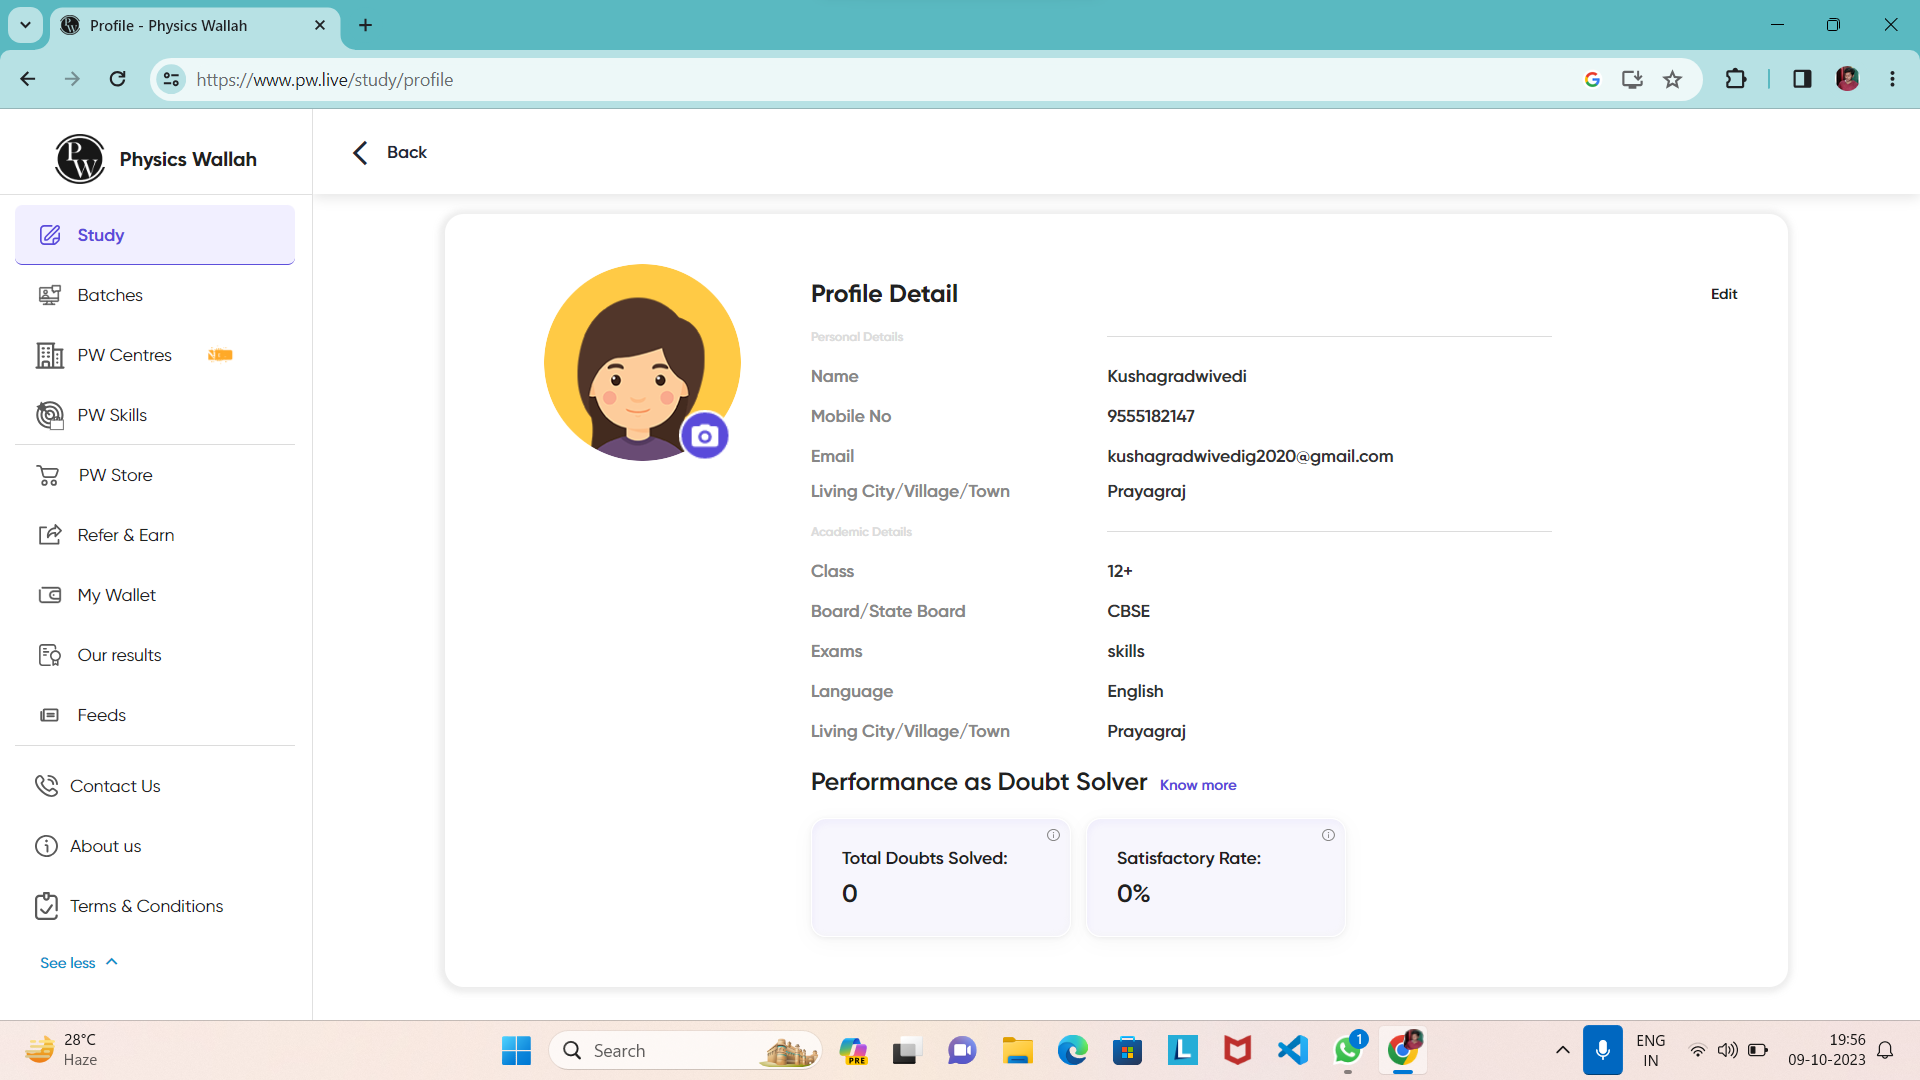 Profile - Physics Wallah
https://www.pw.live/study/profile
PW
Physics Wallah
Back
Study
Batches
PW Centres
PW Skills
PW Store
Refer & Earn
My Wallet
Our results
Feeds
Contact Us
About us
Terms & Conditions
See less
Profile Detail
Edit
Personal Details
Name Kushagradwivedi
Mobile No 9555182147
Email kushagradwivedig2020@gmail.com
Living City/Village/Town Prayagraj
Academic Details
Class 12+
Board/State Board CBSE
Exams skills
Language English
Living City/Village/Town Prayagraj
Performance as Doubt Solver Know more
Total Doubts Solved:
0
Satisfactory Rate:
0%
28°C
Haze
Search
PRE
L
1
ENG
IN
19:56
09-10-2023